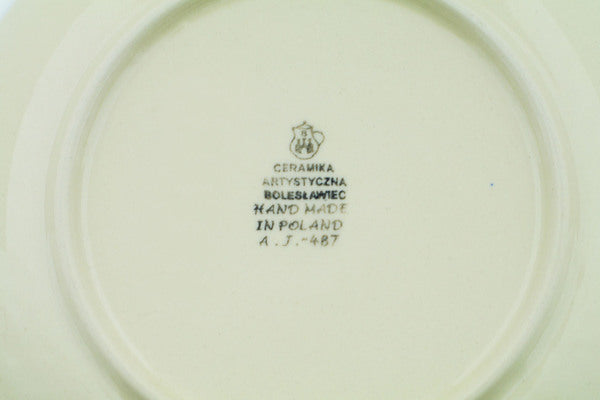 B
CERAMIKA
ARTYSTYCZNA
BOLESŁAWIEC
HAND MADE
IN POLAND
A.J.-487